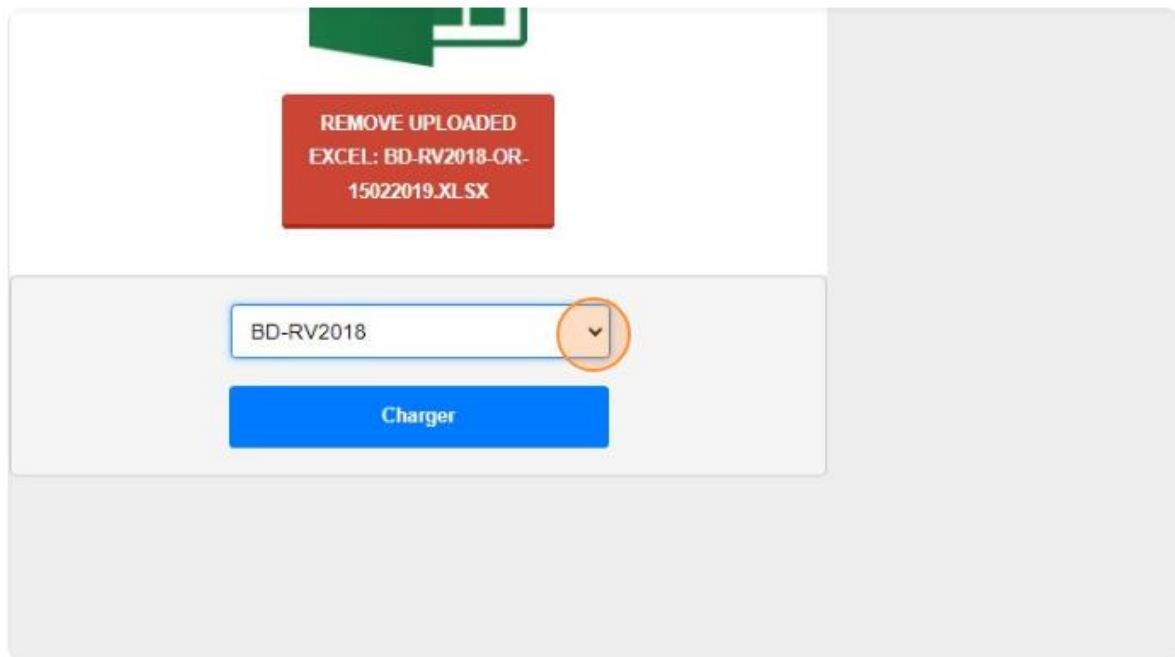 REMOVE UPLOADED
EXCEL: BD-RV2018-OR-
15022019.XLSX
BD-RV2018
Charger